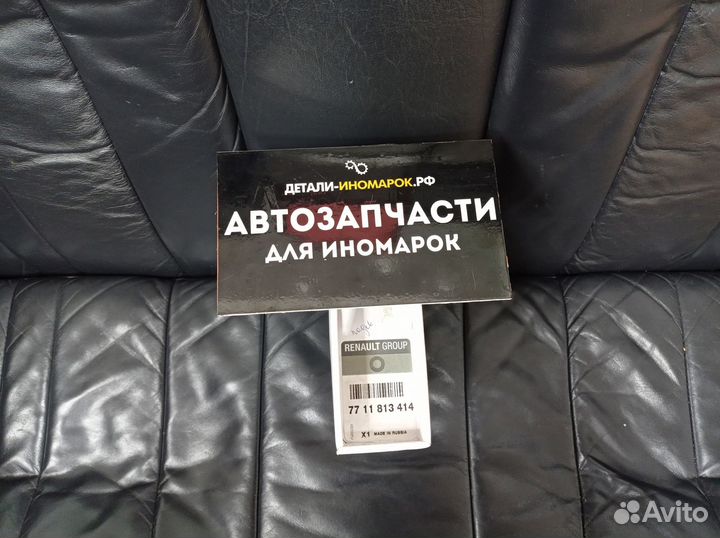 ДЕТАЛИ-ИНОМАРОК.РФ
АВТОЗАПЧАСТИ
ДЛЯ ИНОМАРОК
RENAULT GROUP
77 11 813 414
X1 MADE IN RUSSIA
Avito